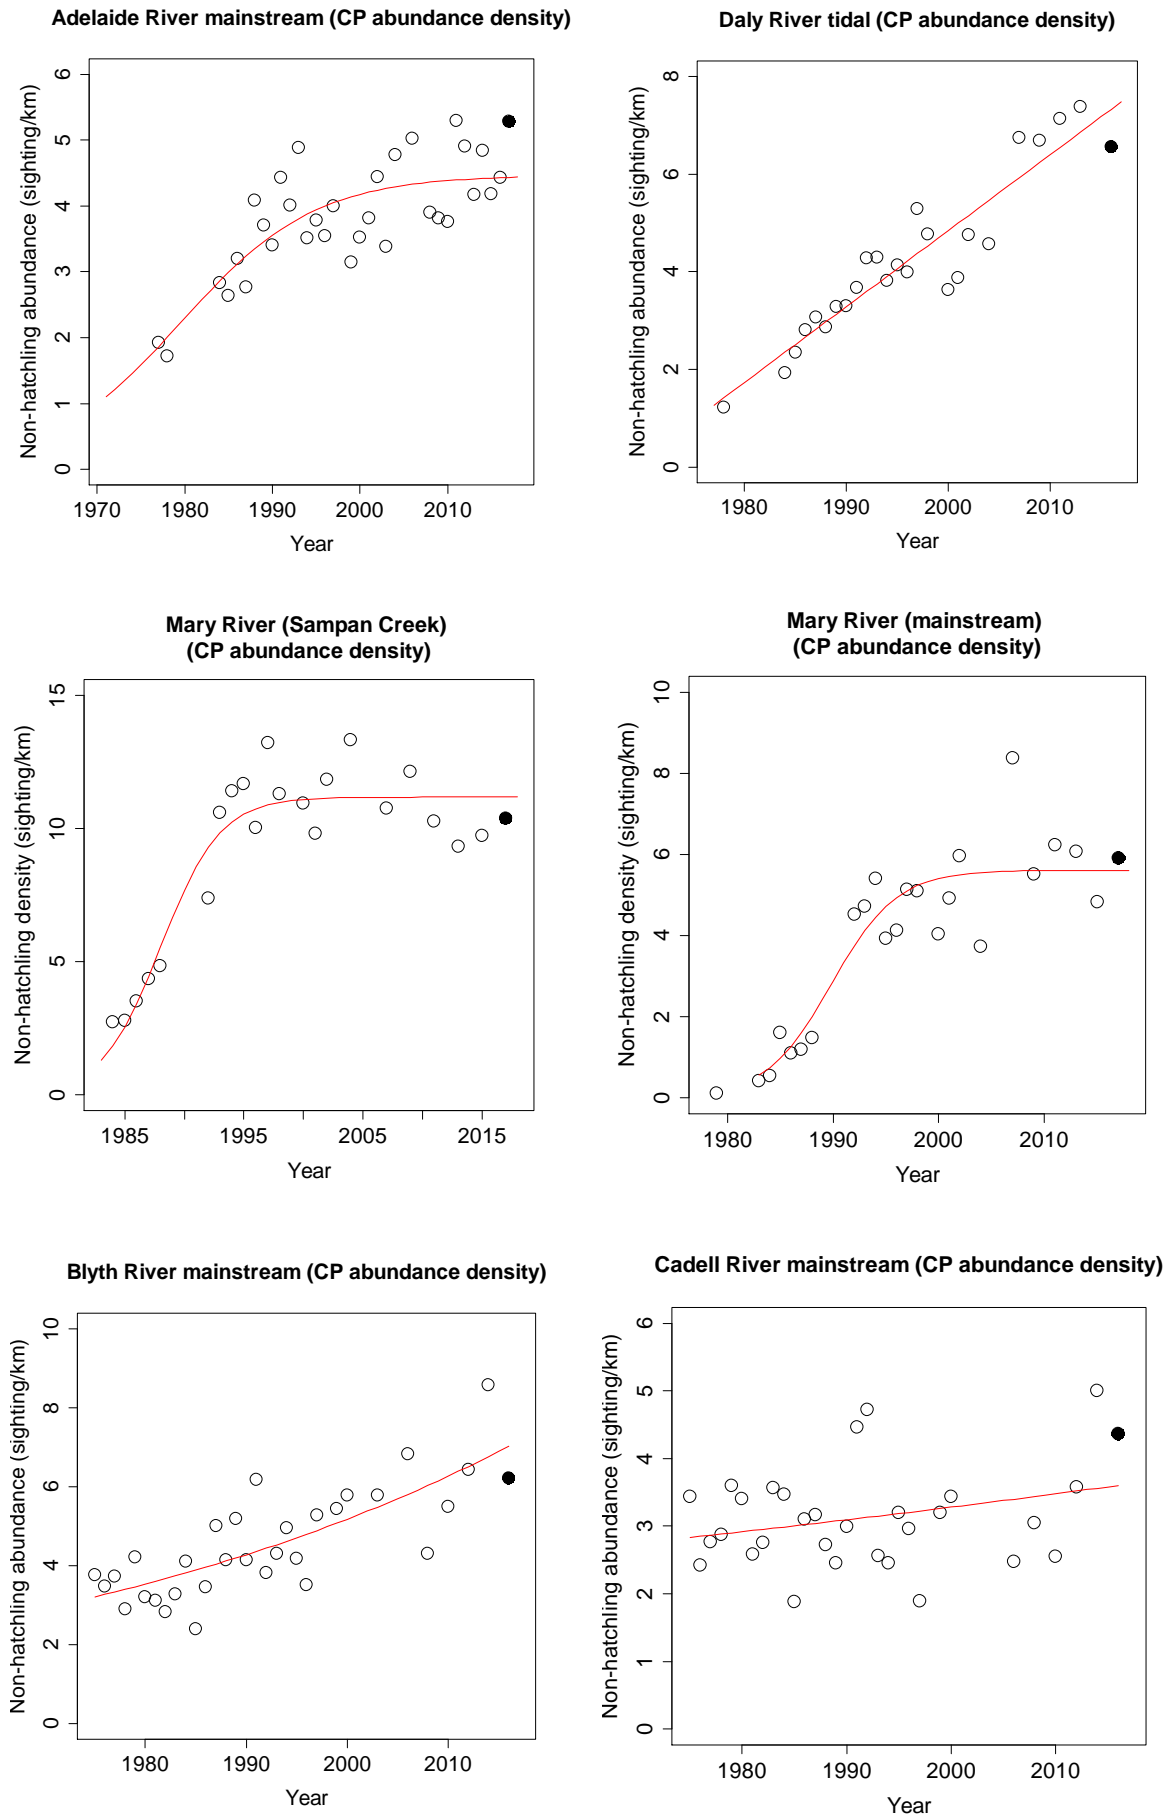 Adelaide River mainstream (CP abundance density)
Non-hatchling abundance (sighting/km)
6
5
4
3
2
1
0
1970 1980 1990 2000 2010
Year
Daly River tidal (CP abundance density)
Non-hatchling abundance (sighting/km)
8
6
4
2
0
1980 1990 2000 2010
Year
Mary River (Sampan Creek)
(CP abundance density)
Non-hatchling density (sighting/km)
15
10
5
0
1985 1995 2005 2015
Year
Mary River (mainstream)
(CP abundance density)
Non-hatchling density (sighting/km)
10
8
6
4
2
0
1980 1990 2000 2010
Year
Blyth River mainstream (CP abundance density)
Non-hatchling abundance (sighting/km)
10
8
6
4
2
0
1980 1990 2000 2010
Year
Cadell River mainstream (CP abundance density)
Non-hatchling abundance (sighting/km)
6
5
4
3
2
1
0
1980 1990 2000 2010
Year